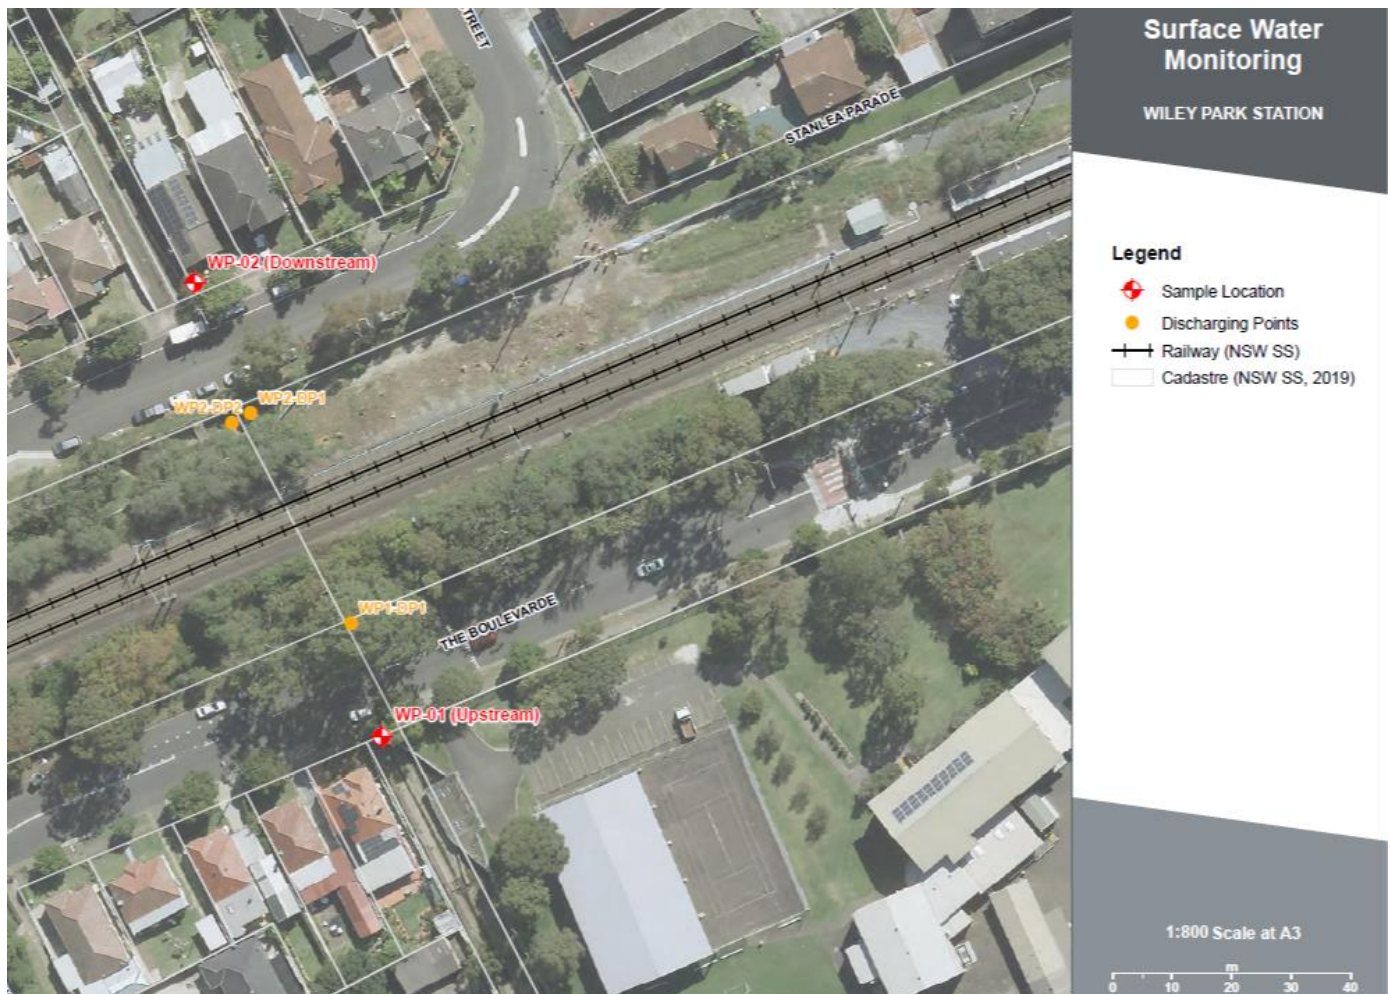 Surface Water
Monitoring
WILEY PARK STATION
TREET
STANLEA PARADE
WP-02 (Downstream)
WP2-DP2
WP2-DP1
WP1-DP1
THE BOULEVARDE
WP-01 (Upstream)
Legend
Sample Location
Discharging Points
Railway (NSW SS)
Cadastre (NSW SS, 2019)
1:800 Scale at A3
m
0 10 20 30 40